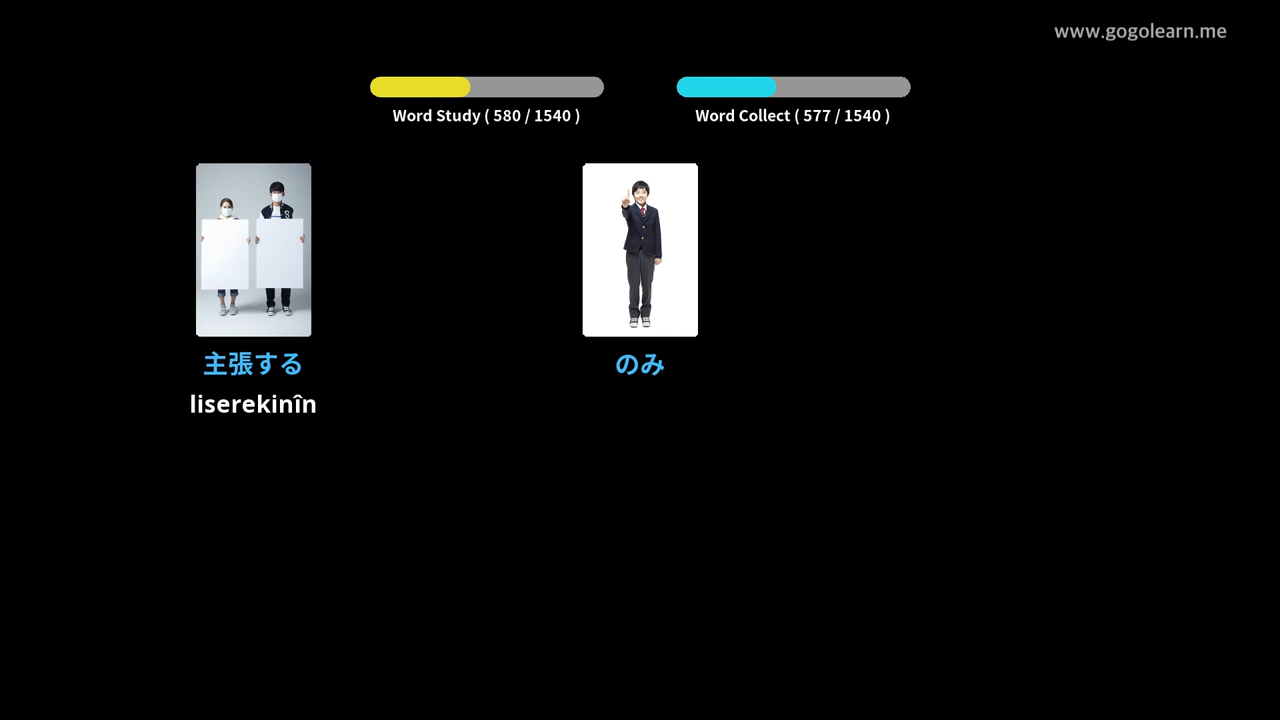 www.gogolearn.me
Word Study ( 580 / 1540 )
Word Collect ( 577 / 1540 )
主張する
liserekinîn
のみ